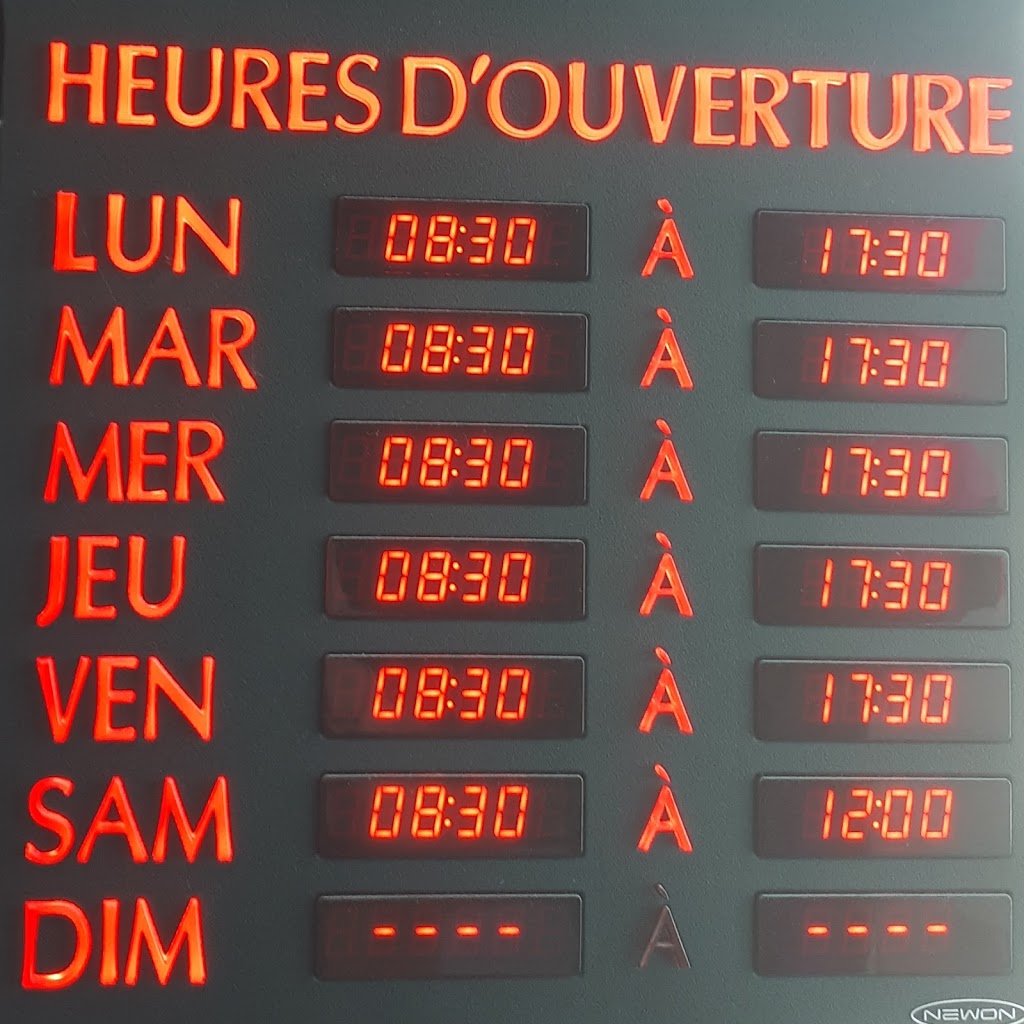 HEURES D'OUVERTURE
LUN 08:30 À 17:30
MAR 08:30 À 17:30
MER 08:30 À 17:30
JEU 08:30 À 17:30
VEN 08:30 À 17:30
SAM 08:30 À 12:00
DIM ---- À ----
NEWON